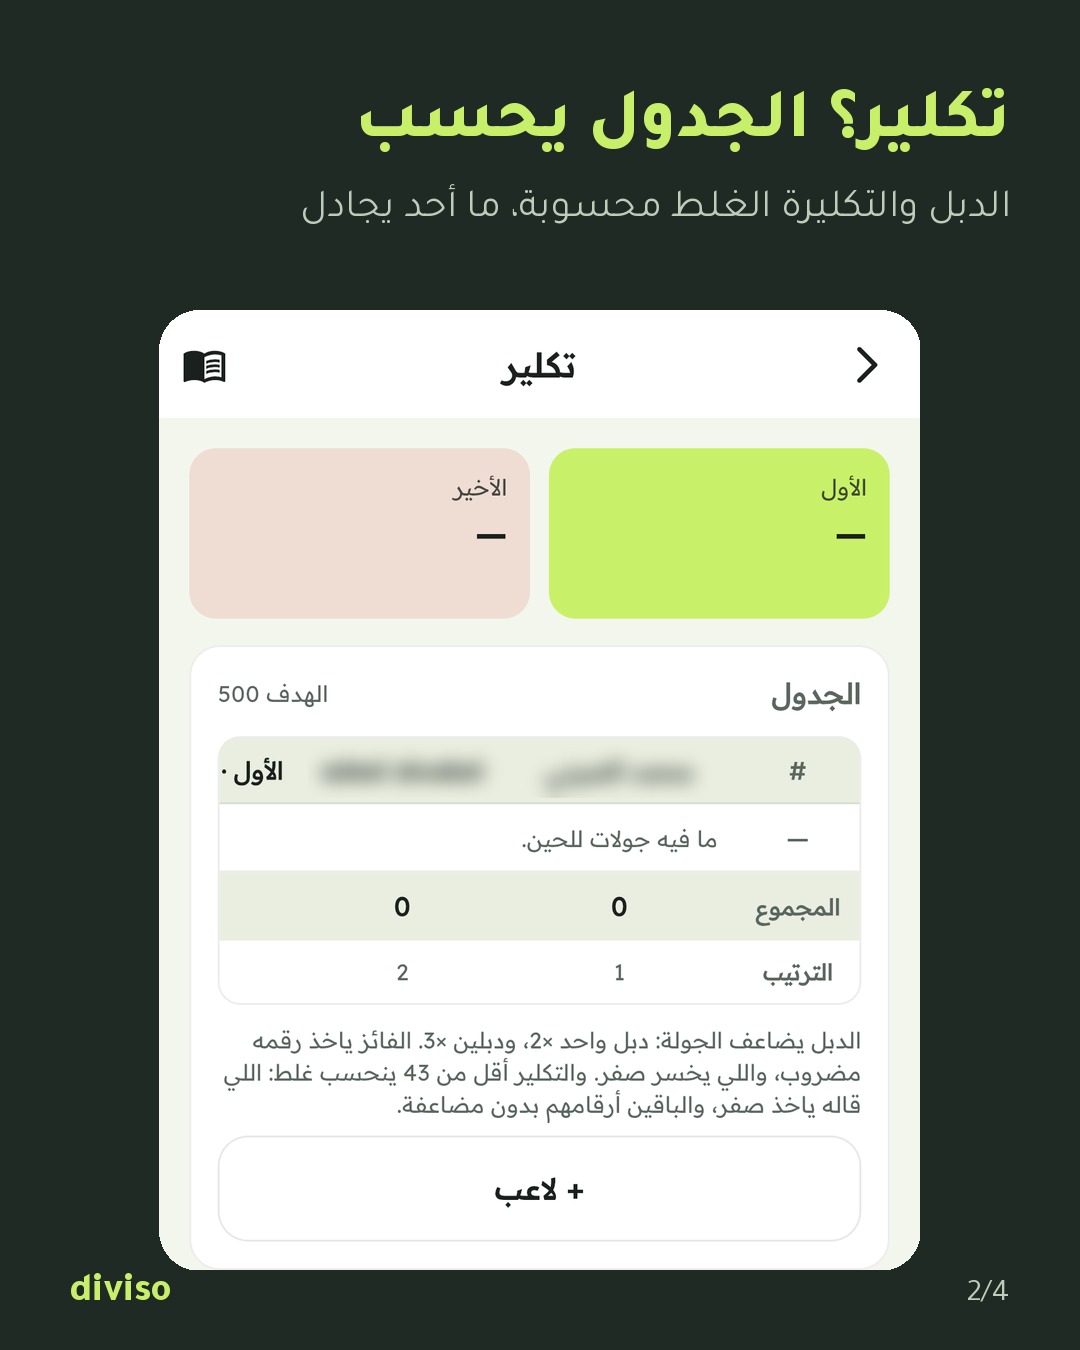 تكلير؟ الجدول يحسب
الدبل والتكليرة الغلط محسوبة، ما أحد يجادل
تكلير
الأول
—
الأخير
—
الجدول
الهدف 500
# الأول ·
— ما فيه جولات للحين.
المجموع 0 0
الترتيب 1 2
الدبل يضاعف الجولة: دبل واحد ×2، ودبلين ×3. الفائز ياخذ رقمه
مضروب، واللي يخسر صفر. والتكلير أقل من 43 ينحسب غلط: اللي
قاله ياخذ صفر، والباقين أرقامهم بدون مضاعفة.
+ لاعب
diviso
2/4